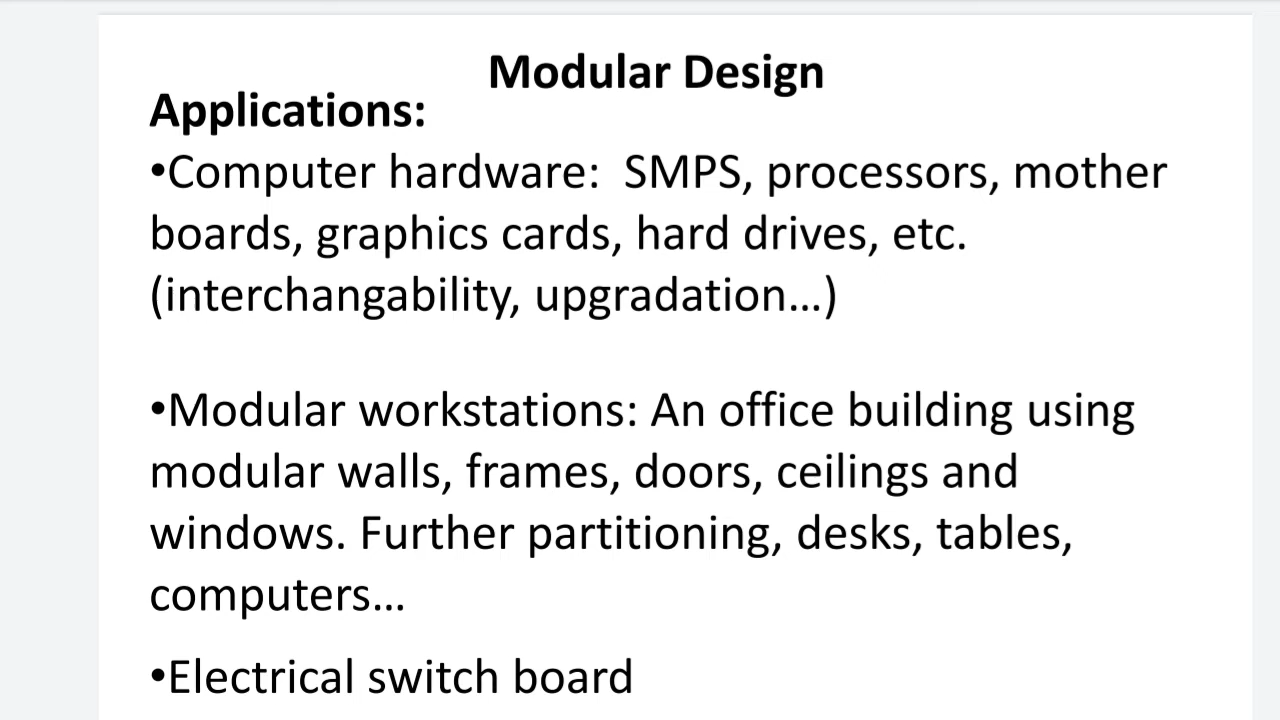 Modular Design
Applications:
•Computer hardware:  SMPS, processors, mother
boards, graphics cards, hard drives, etc.
(interchangability, upgradation...)
•Modular workstations: An office building using
modular walls, frames, doors, ceilings and
windows. Further partitioning, desks, tables,
computers...
•Electrical switch board